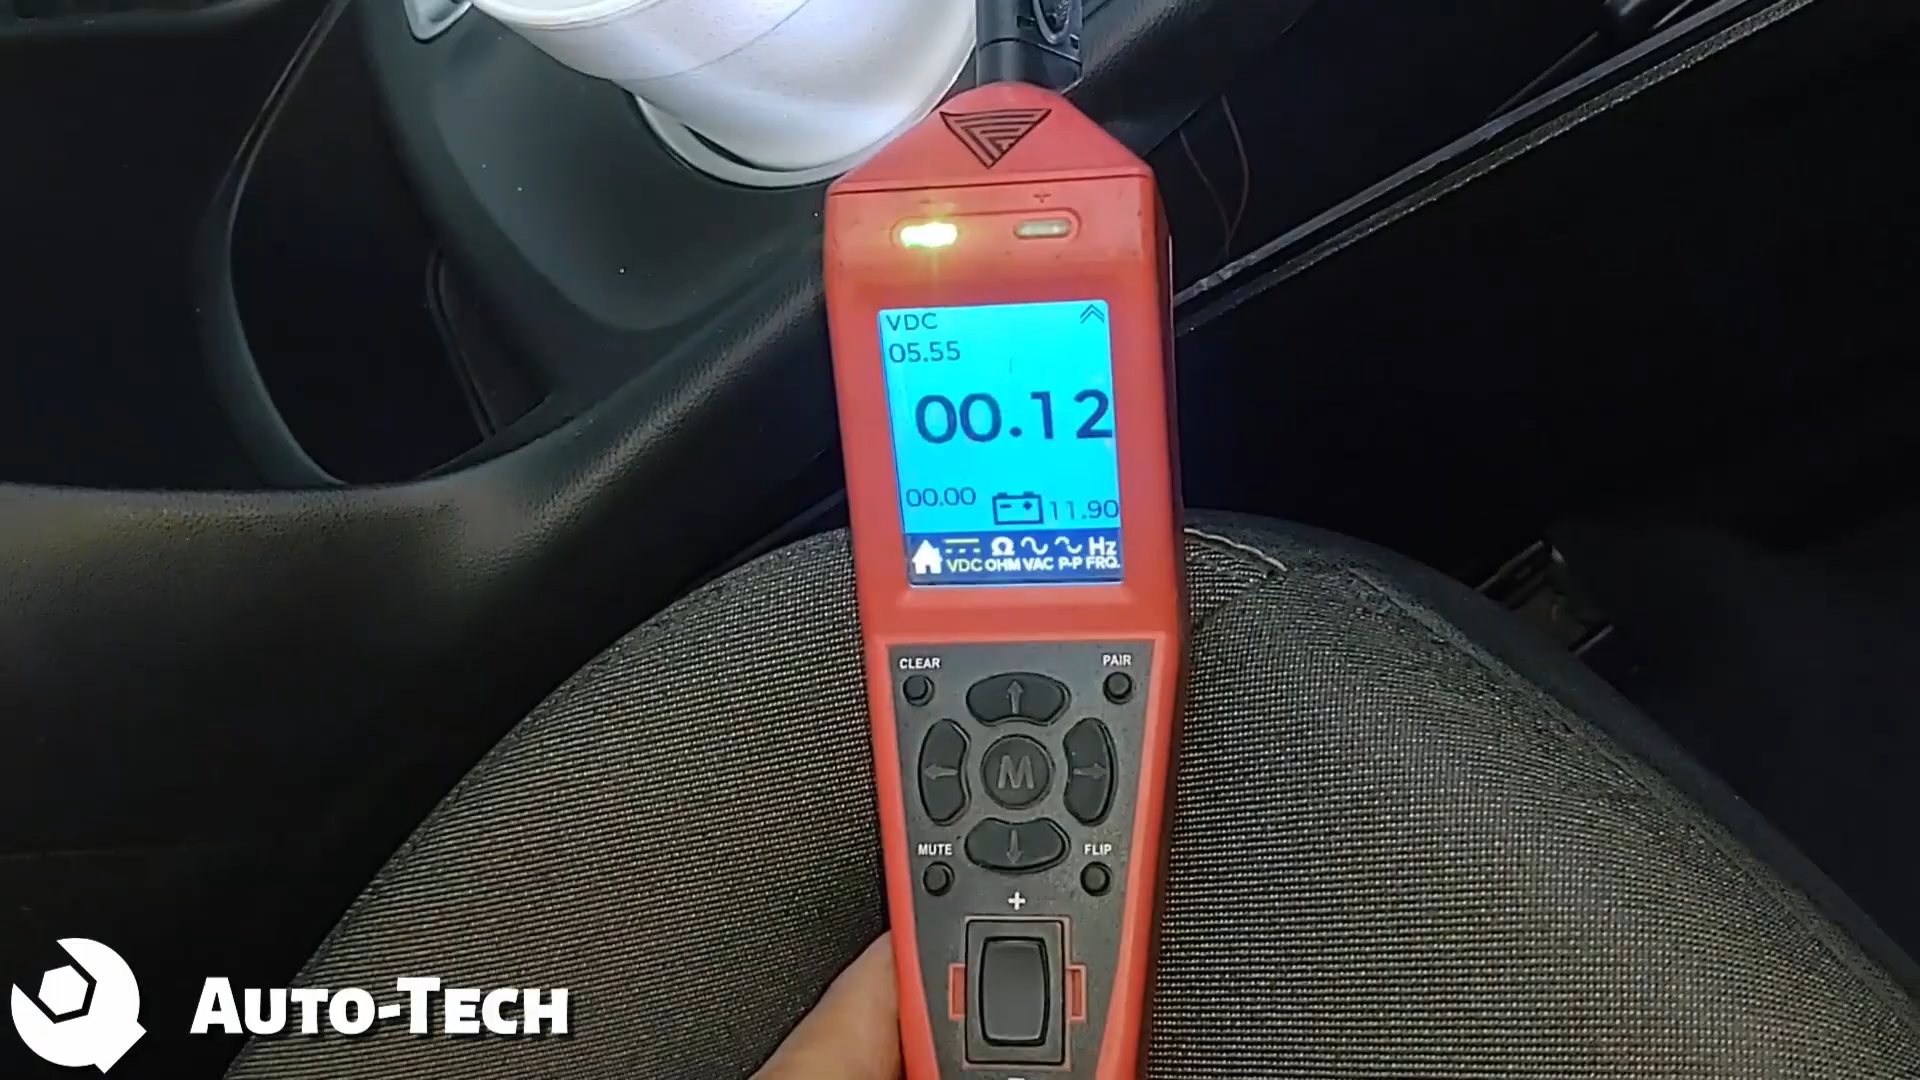 VDC
05.55
00.12
00.00
11.90
VDC OHM VAC P-P FRQ.
Hz
CLEAR
PAIR
M
MUTE
FLIP
AUTO-TECH